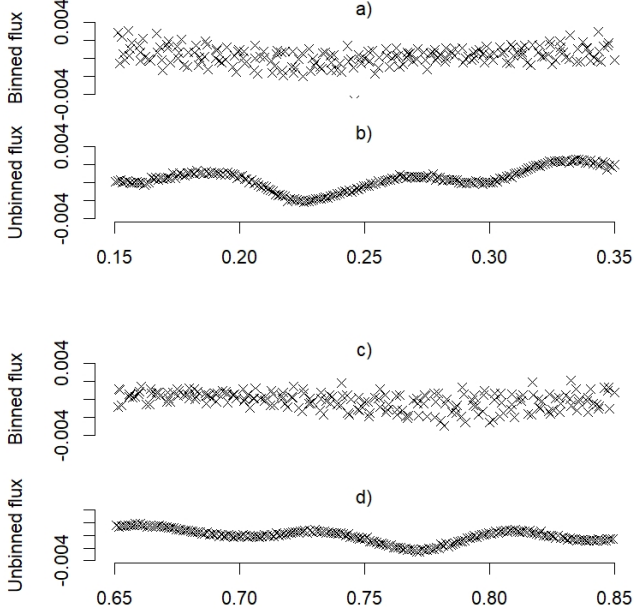 a)
Binned flux
0.004
-0.004
b)
Unbinned flux
0.004
-0.004
0.15 0.20 0.25 0.30 0.35
c)
Binned flux
0.004
-0.004
d)
Unbinned flux
-0.004
0.65 0.70 0.75 0.80 0.85